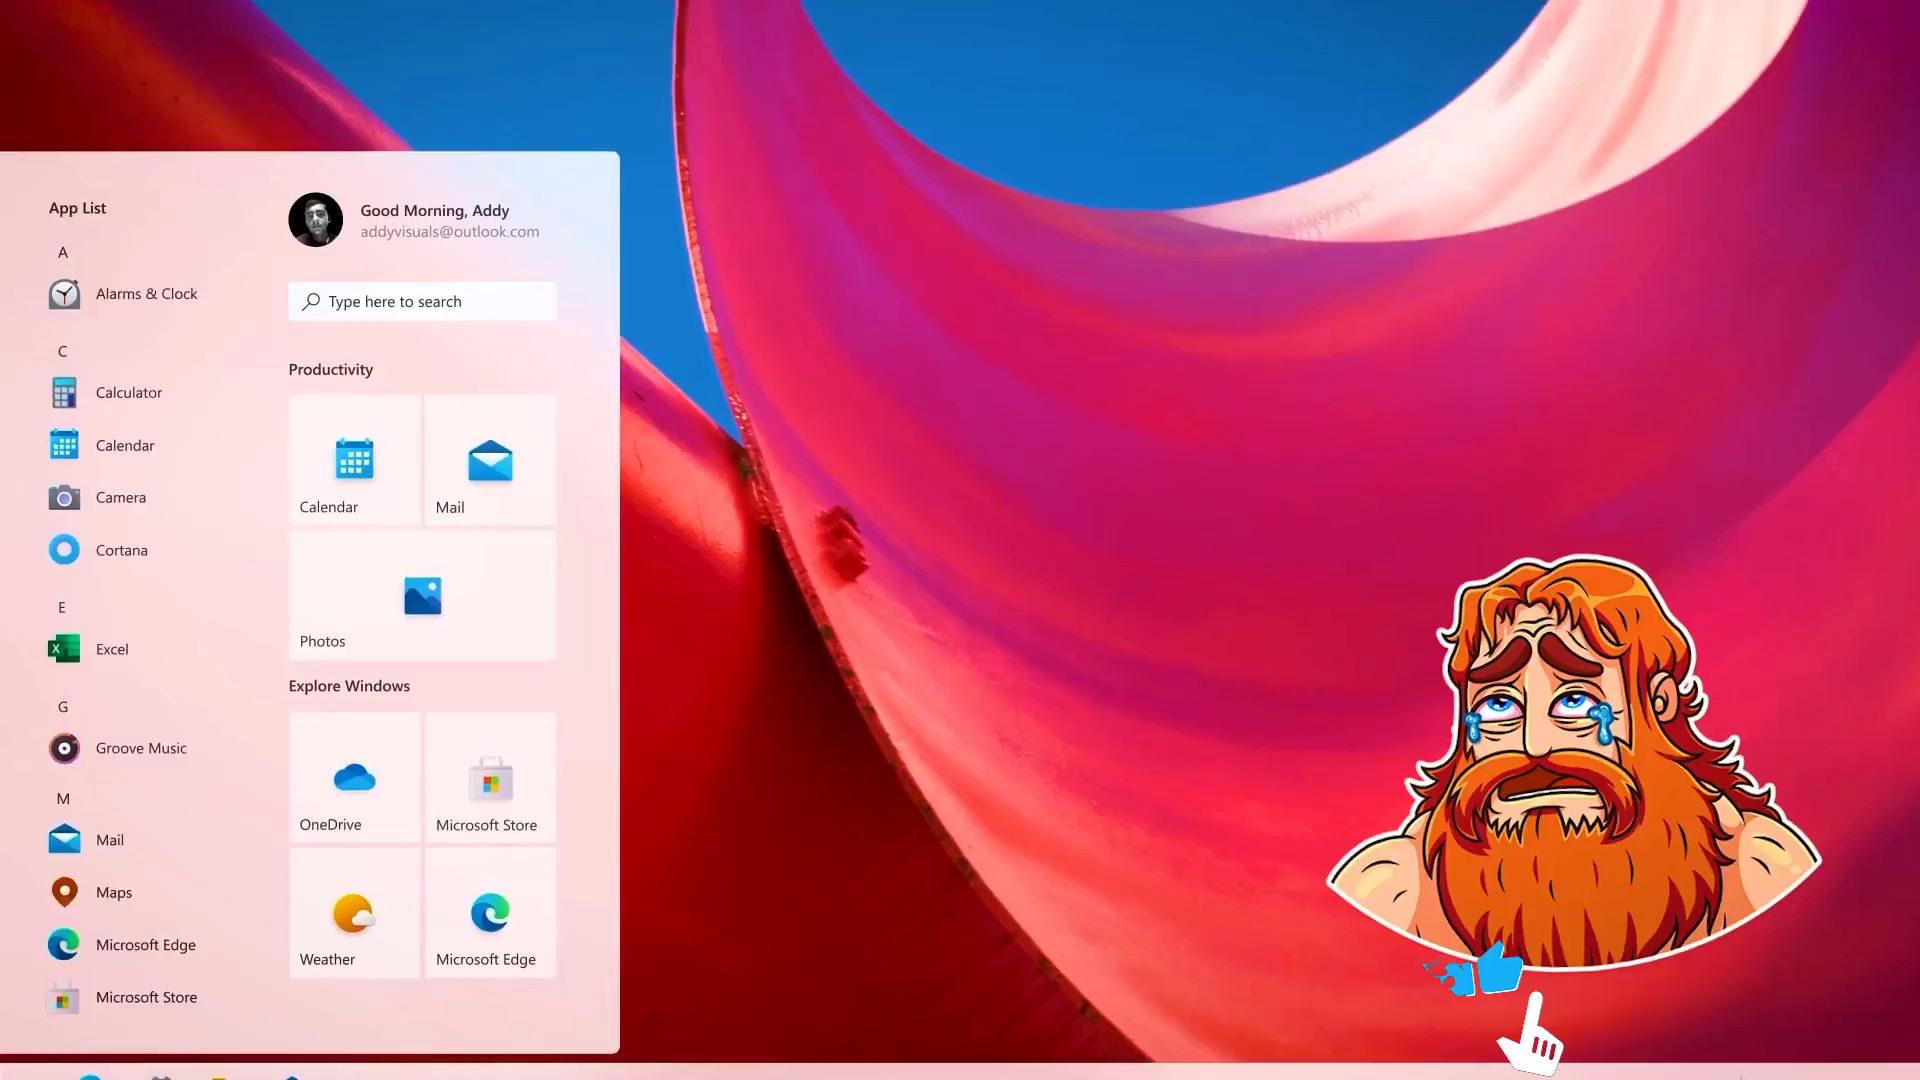 App List
A
Alarms & Clock
C
Calculator
Calendar
Camera
Cortana
E
Excel
G
Groove Music
M
Mail
Maps
Microsoft Edge
Microsoft Store
Good Morning, Addy
addyvisuals@outlook.com
Type here to search
Productivity
Calendar
Mail
Photos
Explore Windows
OneDrive
Microsoft Store
Weather
Microsoft Edge